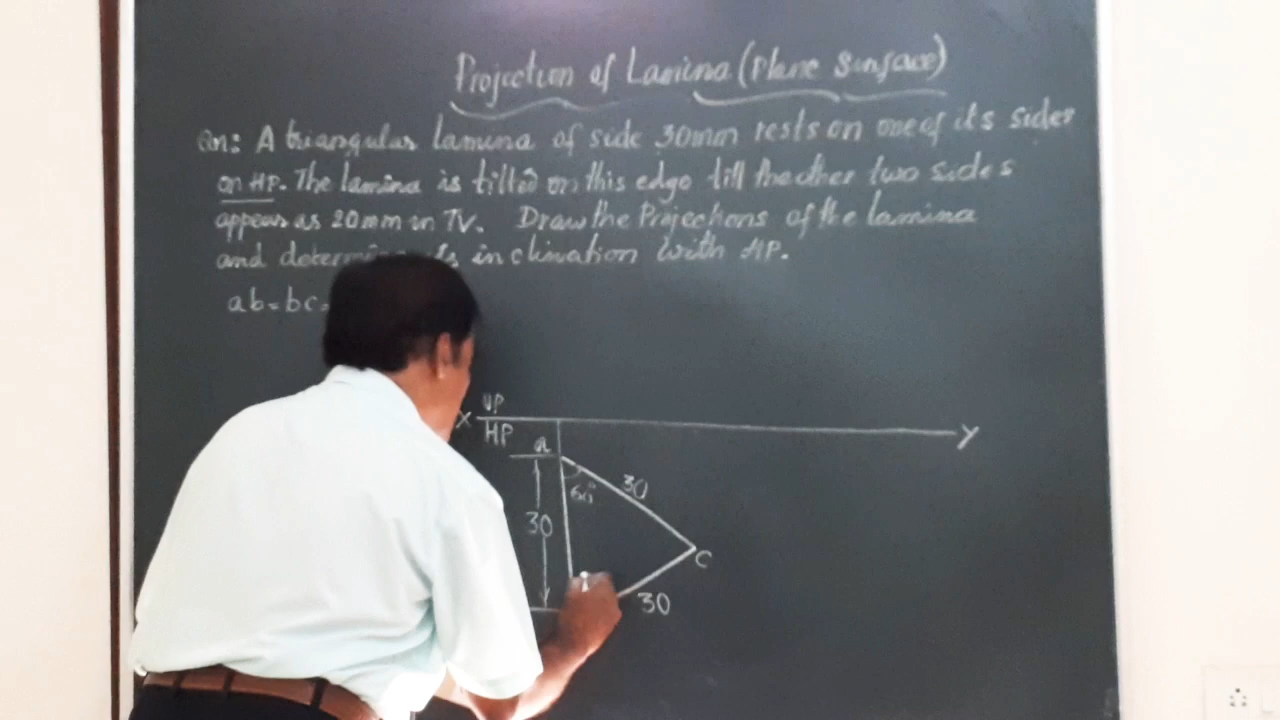 Projection of Lamina (Plane Surface)
Qn: A triangular lamina of side 30mm rests on one of its sides
on HP. The lamina is tilted on this edge till the other two sides
appear as 20mm in TV. Draw the Projections of the lamina
and inclination with HP.
ab = bc
VP
X Y
HP
a
60°
30
30
c
30